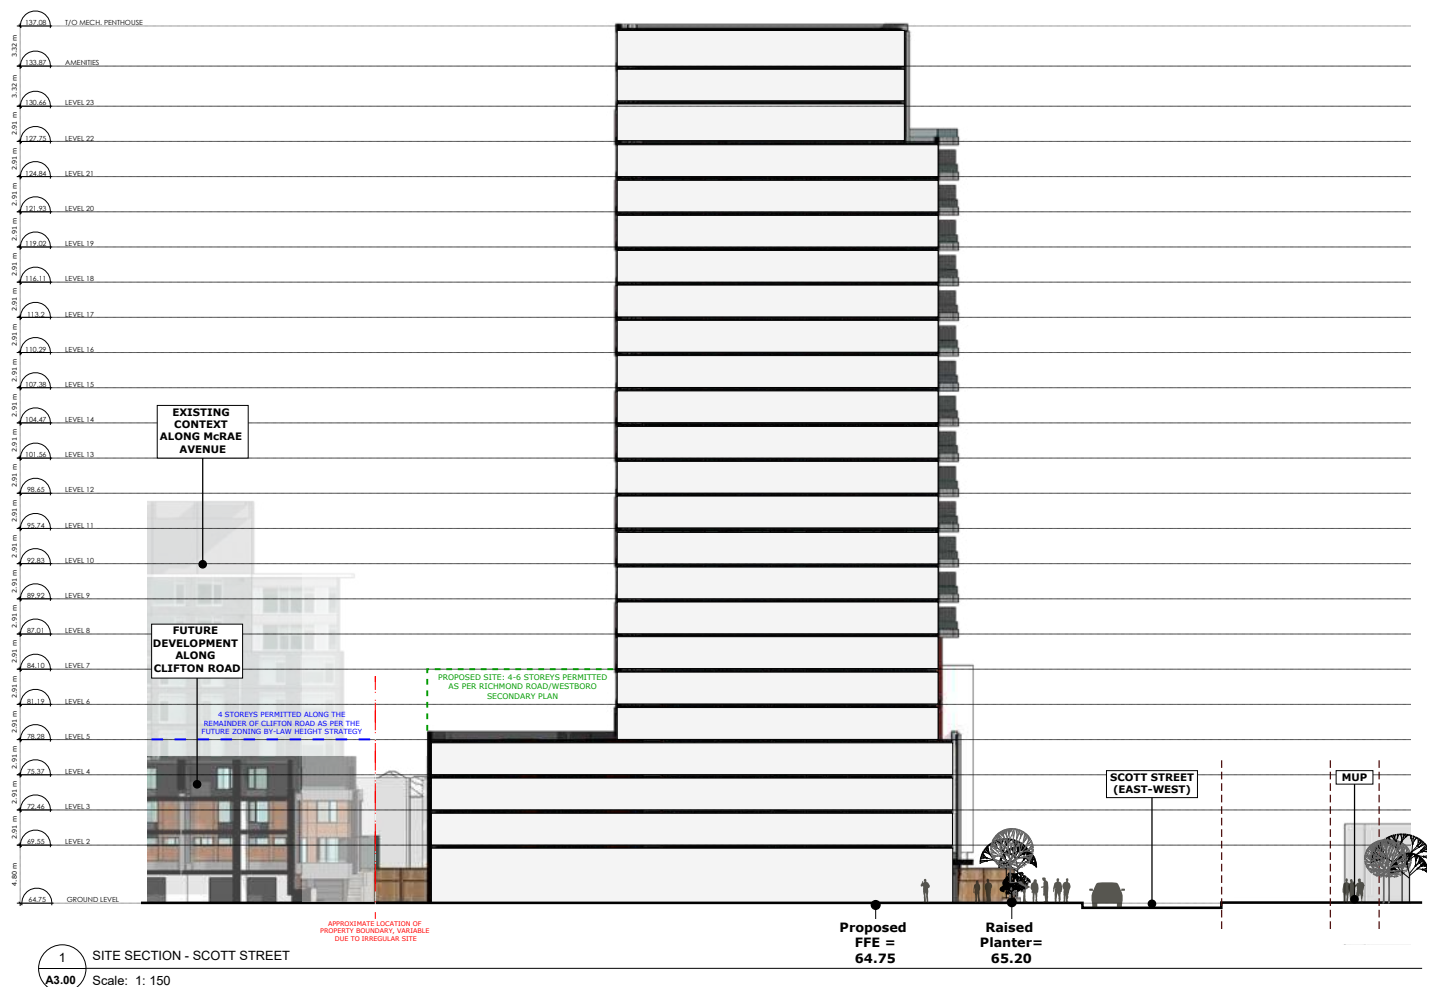 137.08 T/O MECH. PENTHOUSE
3.32 m
133.87 AMENITIES
3.32 m
130.66 LEVEL 23
2.91 m
127.75 LEVEL 22
2.91 m
124.84 LEVEL 21
2.91 m
121.93 LEVEL 20
2.91 m
119.02 LEVEL 19
2.91 m
116.11 LEVEL 18
2.91 m
113.2 LEVEL 17
2.91 m
110.29 LEVEL 16
2.91 m
107.38 LEVEL 15
2.91 m
104.47 LEVEL 14
2.91 m
101.56 LEVEL 13
2.91 m
98.65 LEVEL 12
2.91 m
95.74 LEVEL 11
2.91 m
92.83 LEVEL 10
2.91 m
89.92 LEVEL 9
2.91 m
87.01 LEVEL 8
2.91 m
84.10 LEVEL 7
2.91 m
81.19 LEVEL 6
2.91 m
78.28 LEVEL 5
2.91 m
75.37 LEVEL 4
2.91 m
72.46 LEVEL 3
2.91 m
69.55 LEVEL 2
4.80 m
64.75 GROUND LEVEL
EXISTING
CONTEXT
ALONG McRAE
AVENUE
FUTURE
DEVELOPMENT
ALONG
CLIFTON ROAD
4 STOREYS PERMITTED ALONG THE
REMAINDER OF CLIFTON ROAD AS PER THE
FUTURE ZONING BY-LAW HEIGHT STRATEGY
PROPOSED SITE: 4-6 STOREYS PERMITTED
AS PER RICHMOND ROAD/WESTBORO
SECONDARY PLAN
SCOTT STREET
(EAST-WEST)
MUP
APPROXIMATE LOCATION OF
PROPERTY BOUNDARY, VARIABLE
DUE TO IRREGULAR SITE
Proposed
FFE =
64.75
Raised
Planter=
65.20
1 SITE SECTION - SCOTT STREET
A3.00 Scale: 1: 150